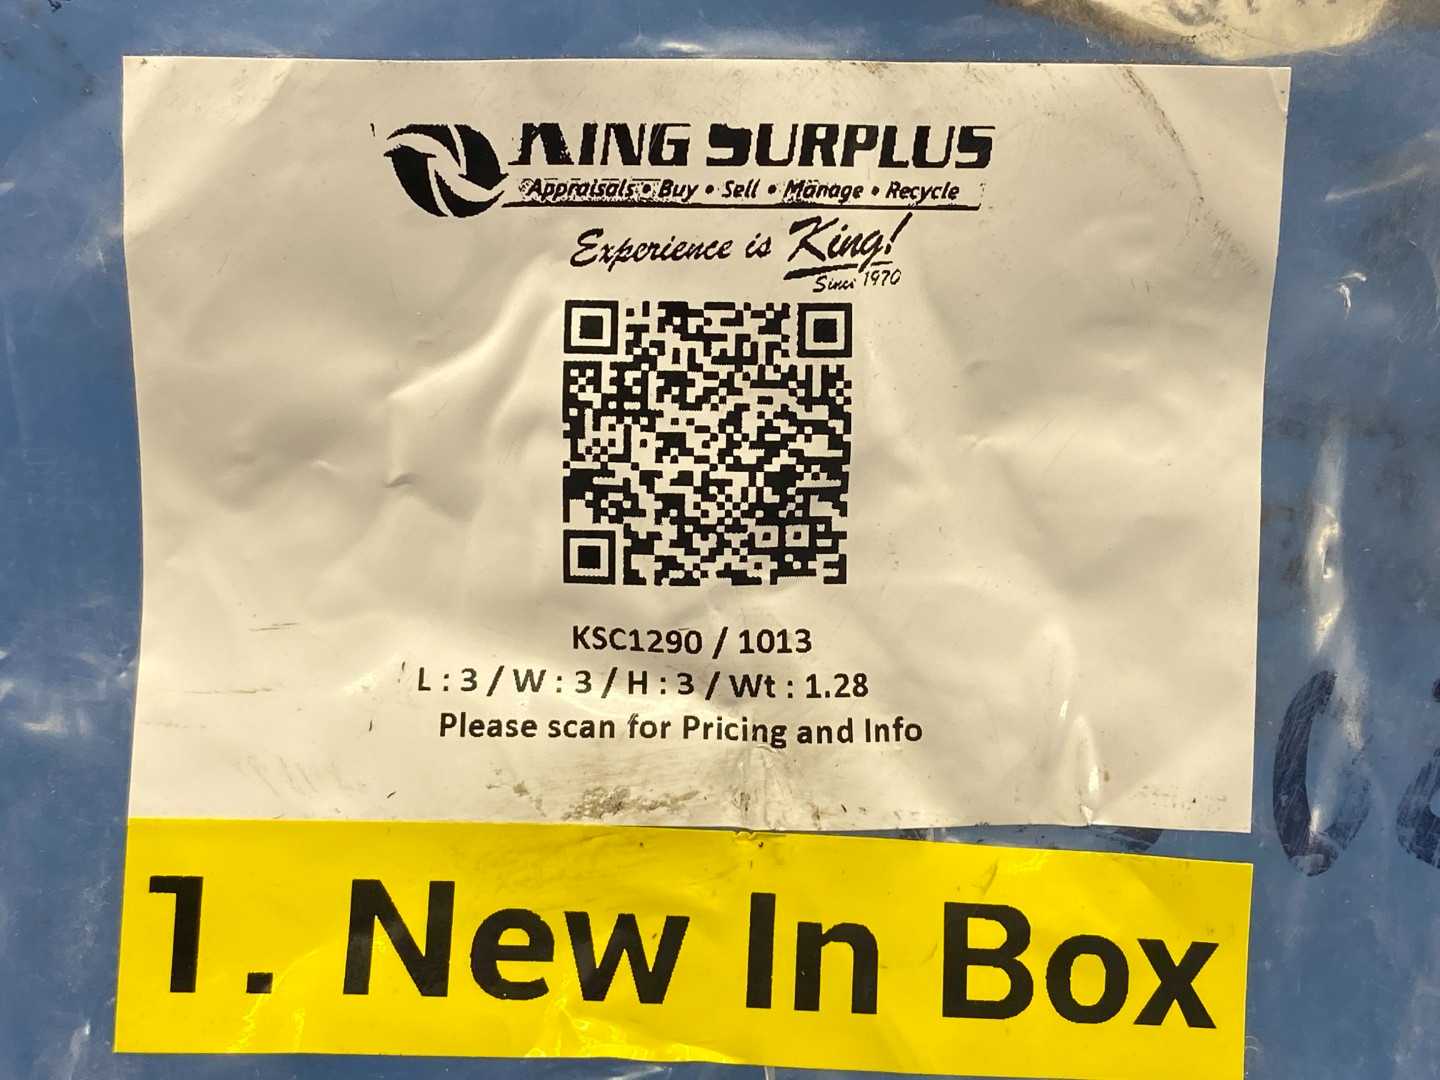 KING SURPLUS
Appraisals • Buy • Sell • Manage • Recycle
Experience is King!
Since 1970
KSC1290 / 1013
L : 3 / W : 3 / H : 3 / Wt : 1.28
Please scan for Pricing and Info
1. New In Box